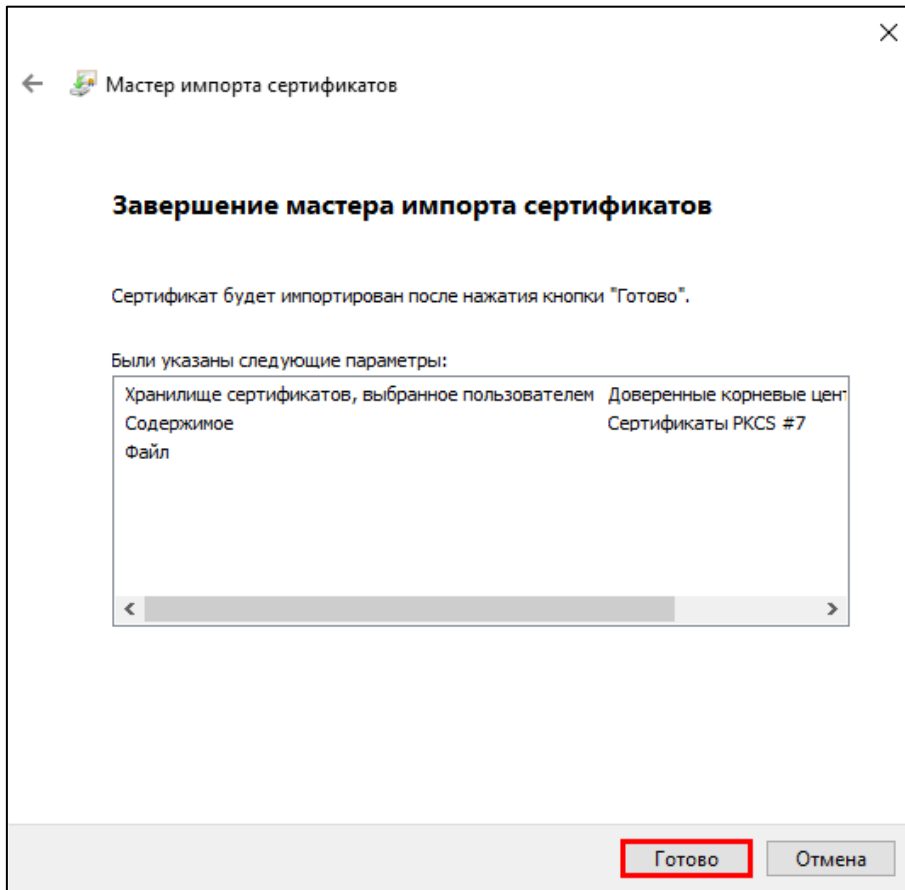 Мастер импорта сертификатов
Завершение мастера импорта сертификатов
Сертификат будет импортирован после нажатия кнопки "Готово".
Были указаны следующие параметры:
Хранилище сертификатов, выбранное пользователем Доверенные корневые цент
Содержимое Сертификаты PKCS #7
Файл
Готово Отмена